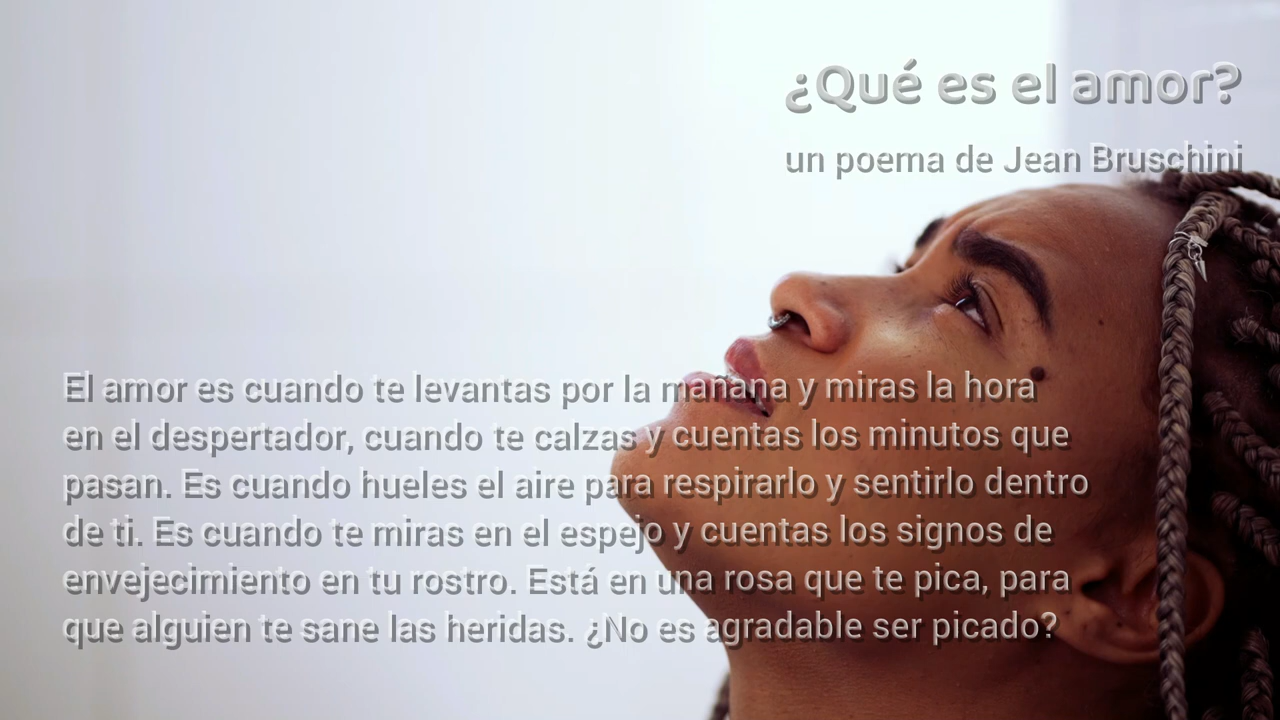 ¿Qué es el amor?
un poema de Jean Bruschini
El amor es cuando te levantas por la mañana y miras la hora
en el despertador, cuando te calzas y cuentas los minutos que
pasan. Es cuando hueles el aire para respirarlo y sentirlo dentro
de ti. Es cuando te miras en el espejo y cuentas los signos de
envejecimiento en tu rostro. Está en una rosa que te pica, para
que alguien te sane las heridas. ¿No es agradable ser picado?